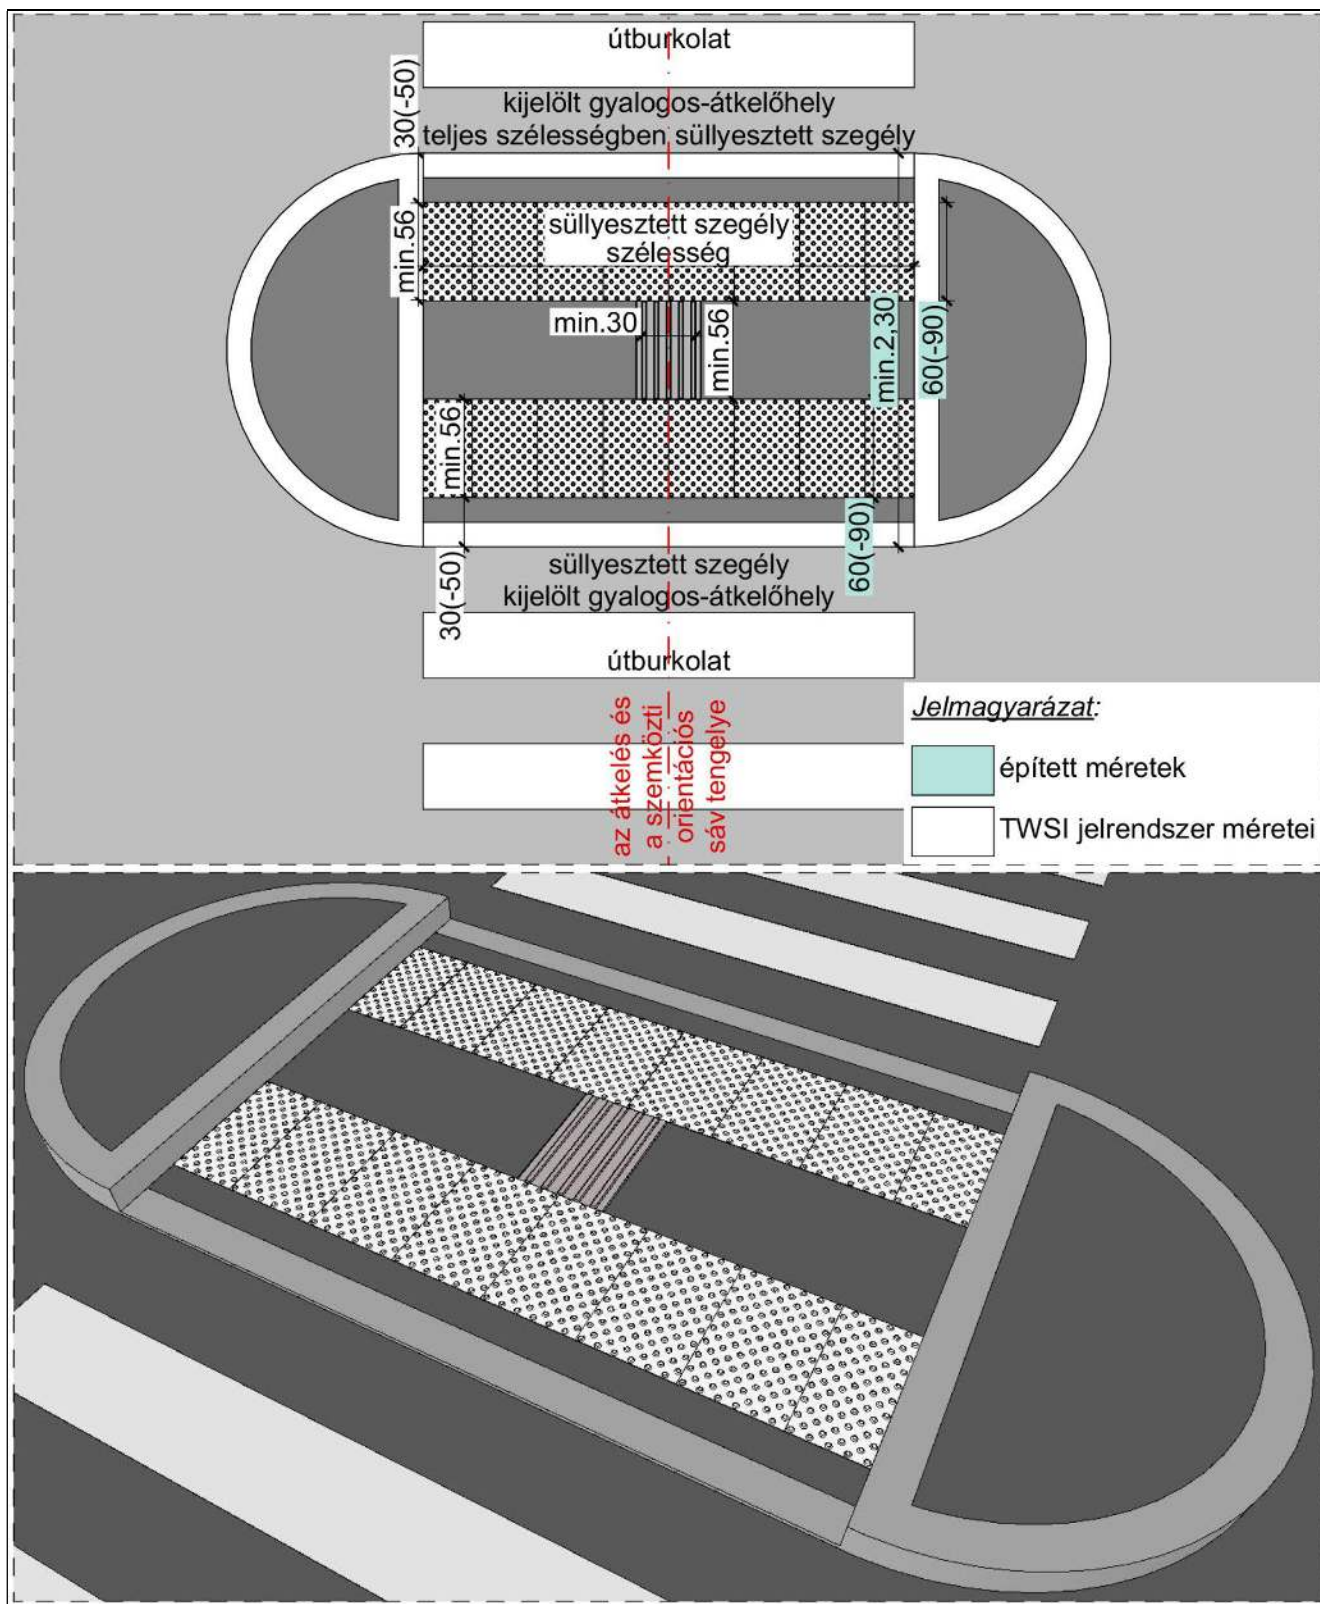 útburkolat
kijelölt gyalogos-átkelőhely
teljes szélességben süllyesztett szegély
30(-50)
min.56
süllyesztett szegély
szélesség
min.30
min.56
min.2,30
60(-90)
min.56
30(-50)
60(-90)
süllyesztett szegély
kijelölt gyalogos-átkelőhely
útburkolat
az átkelés és
a szemközti
orientációs
sáv tengelye
Jelmagyarázat:
épített méretek
TWSI jelrendszer méretei